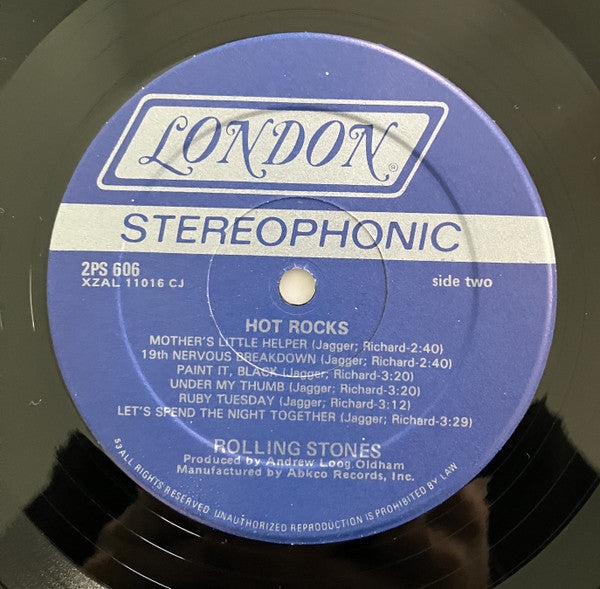 LONDON®
STEREOPHONIC
2PS 606
XZAL 11016 CJ
side two
HOT ROCKS
MOTHER'S LITTLE HELPER (Jagger; Richard-2:40)
19th NERVOUS BREAKDOWN (Jagger; Richard-2:40)
PAINT IT, BLACK (Jagger; Richard-3:20)
UNDER MY THUMB (Jagger; Richard-3:20)
RUBY TUESDAY (Jagger; Richard-3:12)
LET'S SPEND THE NIGHT TOGETHER (Jagger; Richard-3:29)
ROLLING STONES
Produced by Andrew Loog Oldham
Manufactured by Abkco Records, Inc.
53 ALL RIGHTS RESERVED. UNAUTHORIZED REPRODUCTION IS PROHIBITED BY LAW